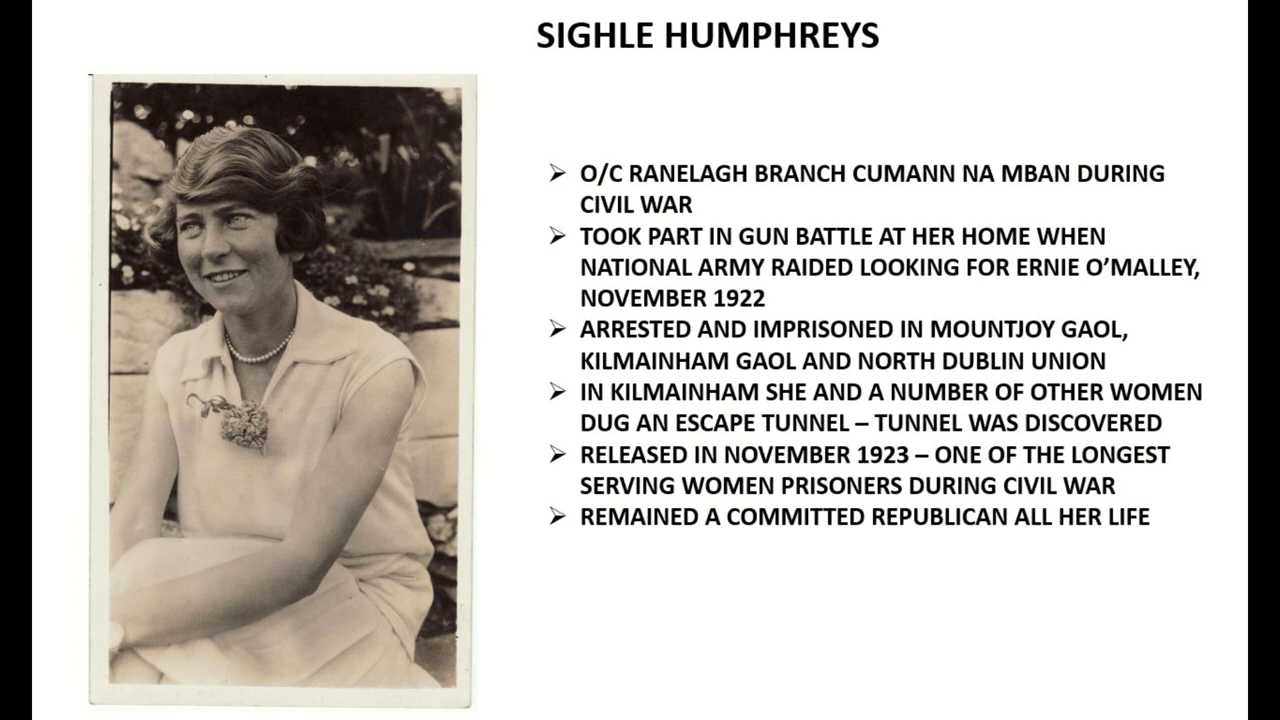 SIGHLE HUMPHREYS
➢ O/C RANELAGH BRANCH CUMANN NA MBAN DURING
CIVIL WAR
➢ TOOK PART IN GUN BATTLE AT HER HOME WHEN
NATIONAL ARMY RAIDED LOOKING FOR ERNIE O’MALLEY,
NOVEMBER 1922
➢ ARRESTED AND IMPRISONED IN MOUNTJOY GAOL,
KILMAINHAM GAOL AND NORTH DUBLIN UNION
➢ IN KILMAINHAM SHE AND A NUMBER OF OTHER WOMEN
DUG AN ESCAPE TUNNEL – TUNNEL WAS DISCOVERED
➢ RELEASED IN NOVEMBER 1923 – ONE OF THE LONGEST
SERVING WOMEN PRISONERS DURING CIVIL WAR
➢ REMAINED A COMMITTED REPUBLICAN ALL HER LIFE